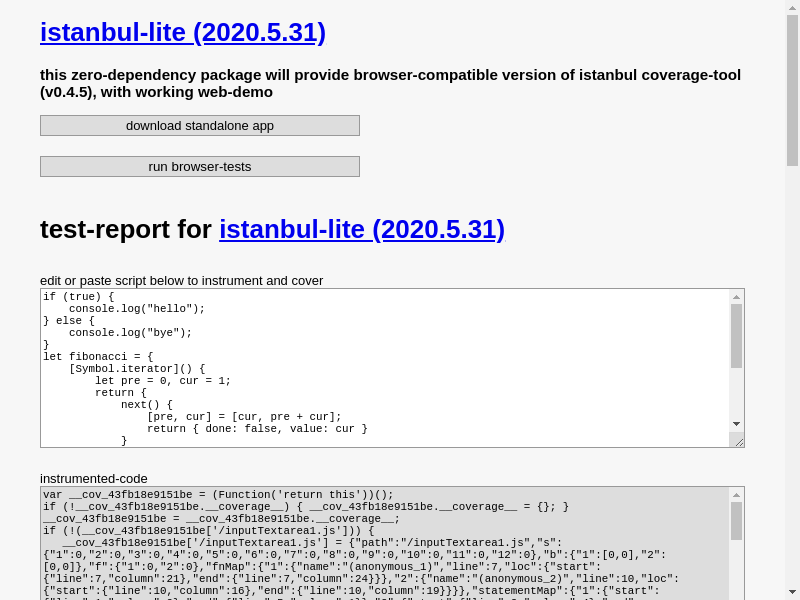 istanbul-lite (2020.5.31)
this zero-dependency package will provide browser-compatible version of istanbul coverage-tool
(v0.4.5), with working web-demo
download standalone app
run browser-tests
test-report for istanbul-lite (2020.5.31)
edit or paste script below to instrument and cover
if (true) {
    console.log("hello");
} else {
    console.log("bye");
}
let fibonacci = {
    [Symbol.iterator]() {
        let pre = 0, cur = 1;
        return {
            next() {
                [pre, cur] = [cur, pre + cur];
                return { done: false, value: cur }
            }
instrumented-code
var __cov_43fb18e9151be = (Function('return this'))();
if (!__cov_43fb18e9151be.__coverage__) { __cov_43fb18e9151be.__coverage__ = {}; }
__cov_43fb18e9151be = __cov_43fb18e9151be.__coverage__;
if (!(__cov_43fb18e9151be['/inputTextarea1.js'])) {
   __cov_43fb18e9151be['/inputTextarea1.js'] = {"path":"/inputTextarea1.js","s":
{"1":0,"2":0,"3":0,"4":0,"5":0,"6":0,"7":0,"8":0,"9":0,"10":0,"11":0,"12":0},"b":{"1":[0,0],"2":
[0,0]},"f":{"1":0,"2":0},"fnMap":{"1":{"name":"(anonymous_1)","line":7,"loc":{"start":
{"line":7,"column":21},"end":{"line":7,"column":24}}},"2":{"name":"(anonymous_2)","line":10,"loc":
{"start":{"line":10,"column":16},"end":{"line":10,"column":19}}}},"statementMap":{"1":{"start":